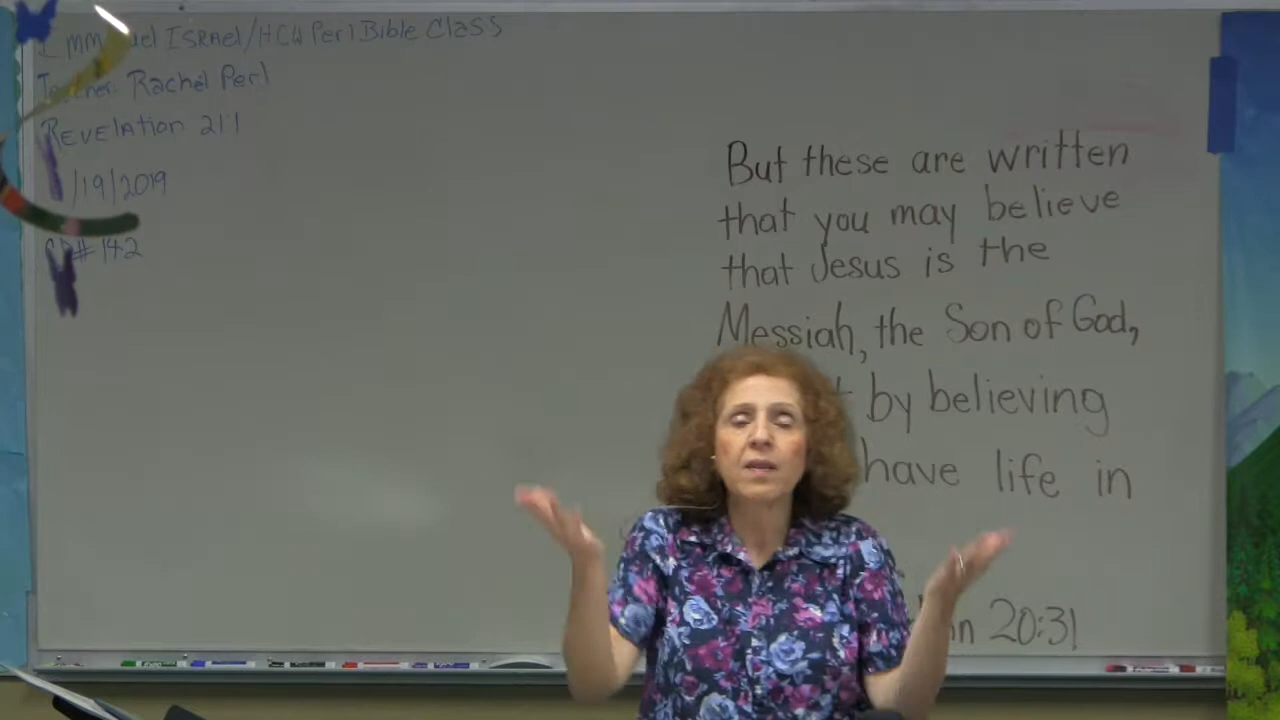 ISRAEL/HCW Perl Bible Class
Rachel Perl
REVELATION 21:1
/19/2019
# 142
But these are written
that you may believe
that Jesus is the
Messiah, the Son of God,
by believing
have life in
20:31